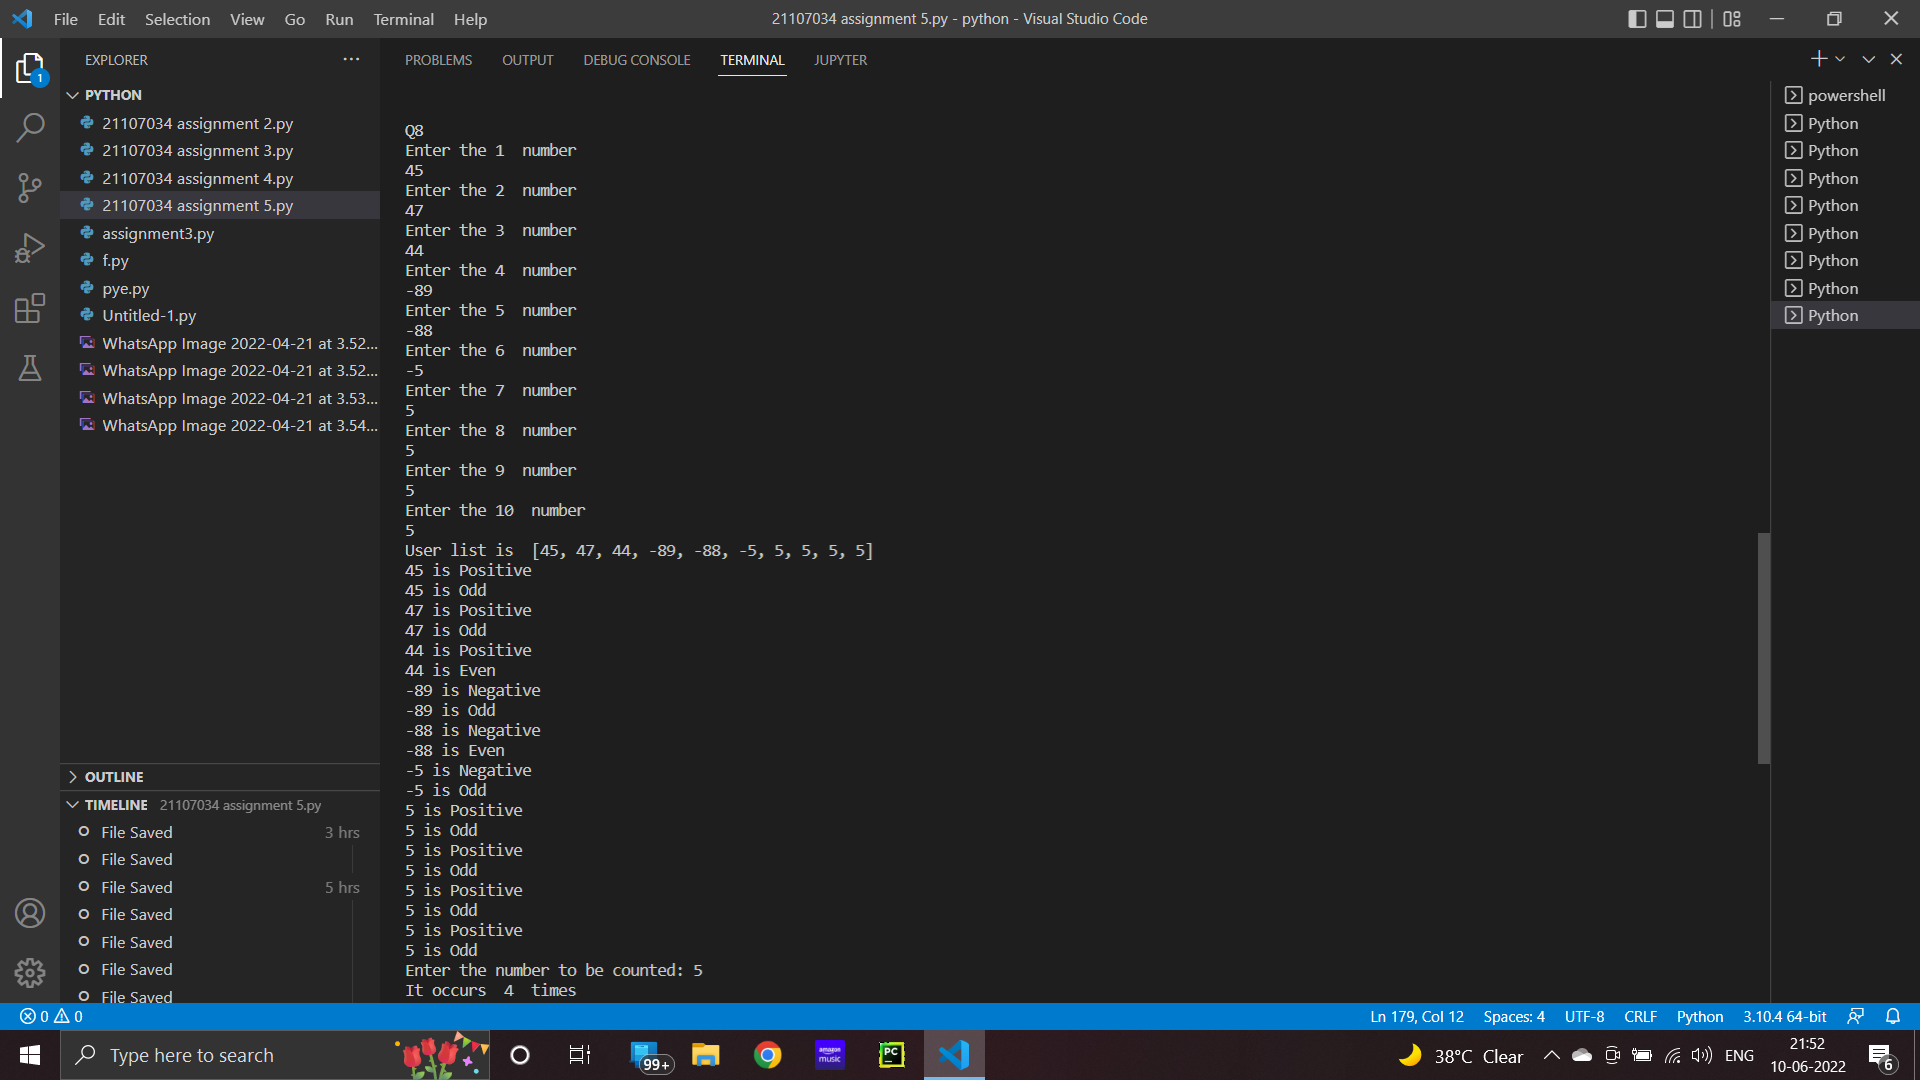 File Edit Selection View Go Run Terminal Help
21107034 assignment 5.py - python - Visual Studio Code
EXPLORER
PROBLEMS OUTPUT DEBUG CONSOLE TERMINAL JUPYTER
1
PYTHON
21107034 assignment 2.py
21107034 assignment 3.py
21107034 assignment 4.py
21107034 assignment 5.py
assignment3.py
f.py
pye.py
Untitled-1.py
WhatsApp Image 2022-04-21 at 3.52...
WhatsApp Image 2022-04-21 at 3.52...
WhatsApp Image 2022-04-21 at 3.53...
WhatsApp Image 2022-04-21 at 3.54...
OUTLINE
TIMELINE 21107034 assignment 5.py
File Saved 3 hrs
File Saved
File Saved 5 hrs
File Saved
File Saved
File Saved
File Saved
Q8
Enter the 1  number
45
Enter the 2  number
47
Enter the 3  number
44
Enter the 4  number
-89
Enter the 5  number
-88
Enter the 6  number
-5
Enter the 7  number
5
Enter the 8  number
5
Enter the 9  number
5
Enter the 10  number
5
User list is  [45, 47, 44, -89, -88, -5, 5, 5, 5, 5]
45 is Positive
45 is Odd
47 is Positive
47 is Odd
44 is Positive
44 is Even
-89 is Negative
-89 is Odd
-88 is Negative
-88 is Even
-5 is Negative
-5 is Odd
5 is Positive
5 is Odd
5 is Positive
5 is Odd
5 is Positive
5 is Odd
5 is Positive
5 is Odd
Enter the number to be counted: 5
It occurs  4  times
powershell
Python
Python
Python
Python
Python
Python
Python
Python
0 0
Ln 179, Col 12 Spaces: 4 UTF-8 CRLF Python 3.10.4 64-bit
Type here to search
99+
amazon music
PC
38°C Clear
ENG
21:52
10-06-2022
6